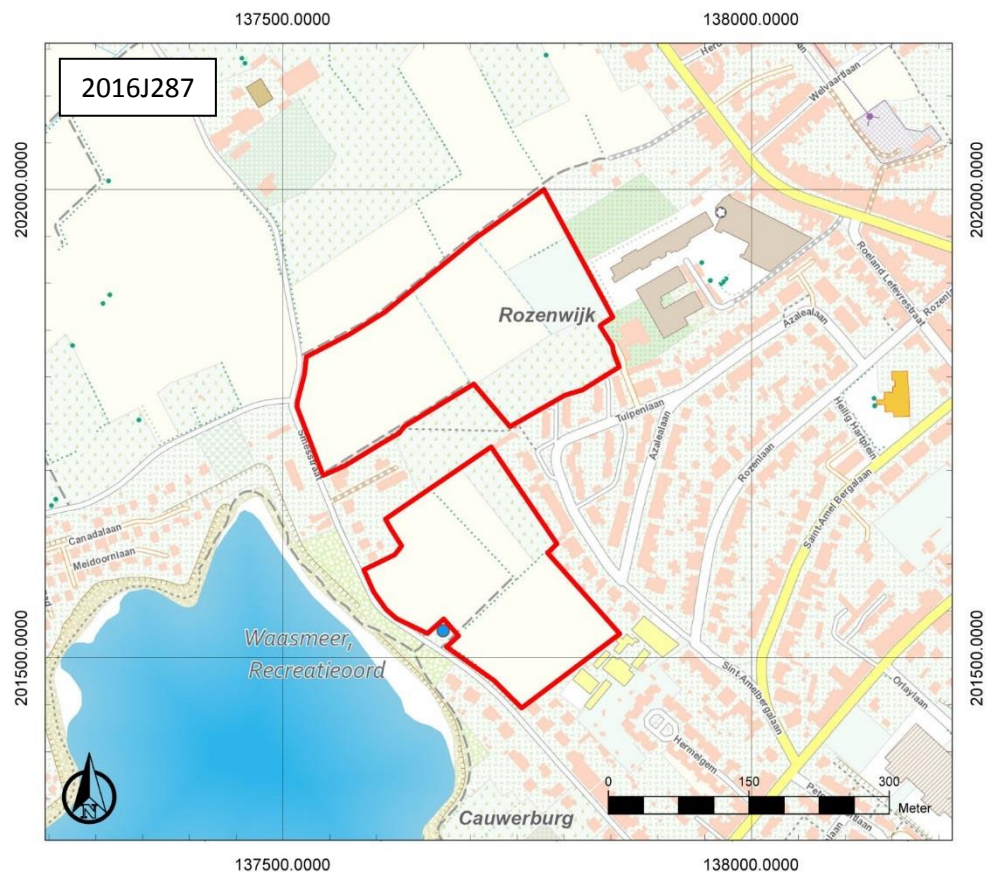 137500.0000
138000.0000
2016J287
202000.0000
202000.0000
Welvaartlaan
Roeland Lefevrestraat
Rozenwijk
Azalealaan
Tulpenlaan
Azalealaan
Heilig Hartplein
Rozenlaan
Smesstraat
Sint-Amel Bergalaan
Canadalaan
Meidoornlaan
Waasmeer,
Recreatieoord
201500.0000
201500.0000
Sint-Amelbergalaan
Orlaylaan
Hermelgem
Cauwerburg
N
0
150
300
Meter
137500.0000
138000.0000